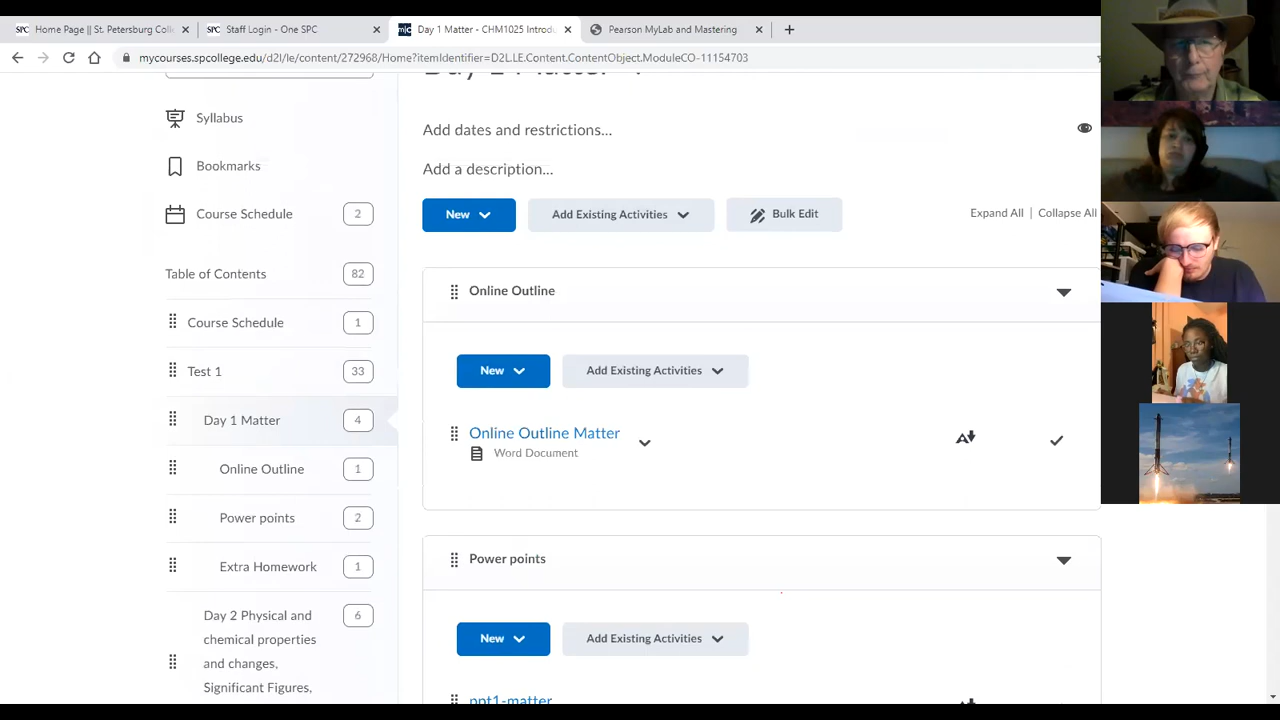 SPC Home Page || St. Petersburg Colleg
SPC Staff Login - One SPC
Day 1 Matter - CHM1025 Introdu
Pearson MyLab and Mastering
mycourses.spcollege.edu/d2l/le/content/272968/Home?itemIdentifier=D2L.LE.Content.ContentObject.ModuleCO-11154703
Day 1 Matter
Syllabus
Bookmarks
Course Schedule 2
Table of Contents 82
Course Schedule 1
Test 1 33
Day 1 Matter 4
Online Outline 1
Power points 2
Extra Homework 1
Day 2 Physical and 6
chemical properties
and changes,
Significant Figures,
Add dates and restrictions...
Add a description...
New Add Existing Activities Bulk Edit Expand All | Collapse All
Online Outline
New Add Existing Activities
Online Outline Matter
Word Document
Power points
New Add Existing Activities
ppt1-matter